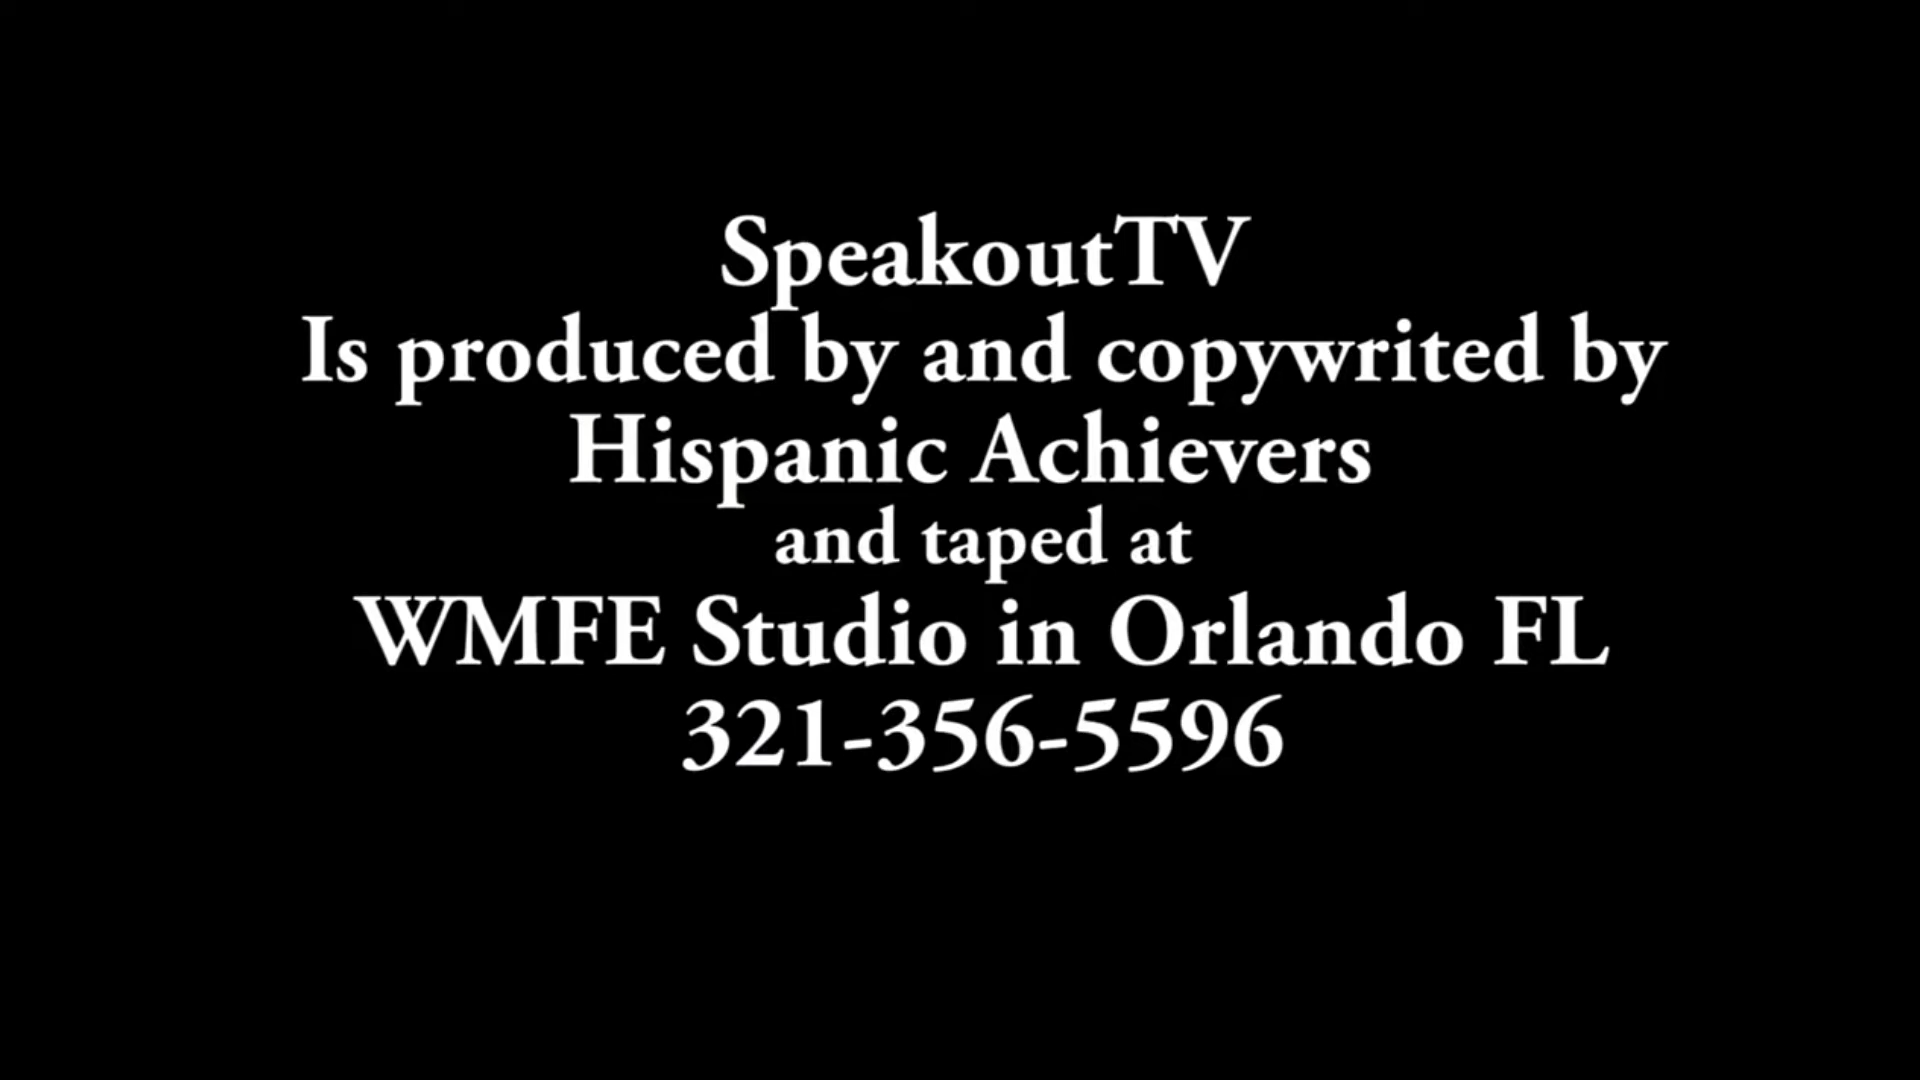 SpeakoutTV
Is produced by and copywrited by
Hispanic Achievers
and taped at
WMFE Studio in Orlando FL
321-356-5596